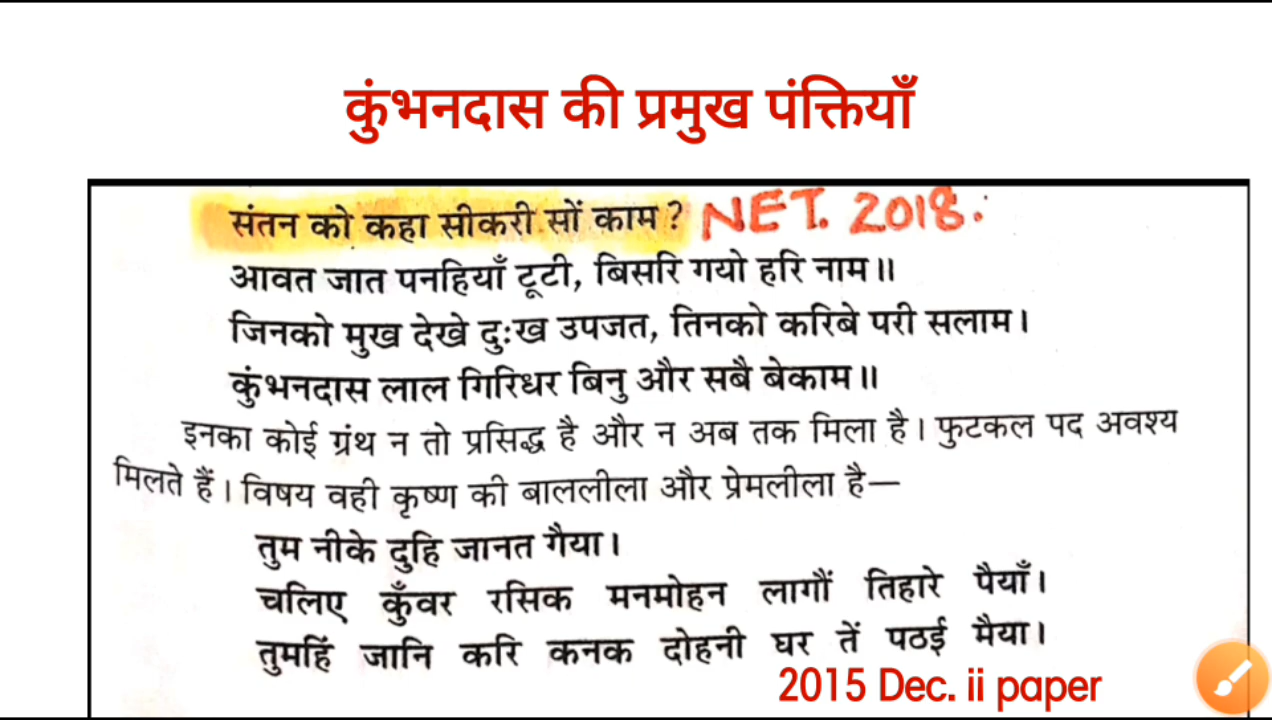 कुंभनदास की प्रमुख पंक्तियाँ
संतन को कहा सीकरी सों काम ? NET. 2018.
आवत जात पनहियाँ टूटी, बिसरि गयो हरि नाम॥
जिनको मुख देखे दुःख उपजत, तिनको करिबे परी सलाम।
कुंभनदास लाल गिरिधर बिनु और सबै बेकाम॥
इनका कोई ग्रंथ न तो प्रसिद्ध है और न अब तक मिला है। फुटकल पद अवश्य
मिलते हैं। विषय वही कृष्ण की बाललीला और प्रेमलीला है—
तुम नीके दुहि जानत गैया।
चलिए कुँवर रसिक मनमोहन लागौं तिहारे पैयाँ।
तुमहिं जानि करि कनक दोहनी घर तें पठई मैया।
2015 Dec. ii paper